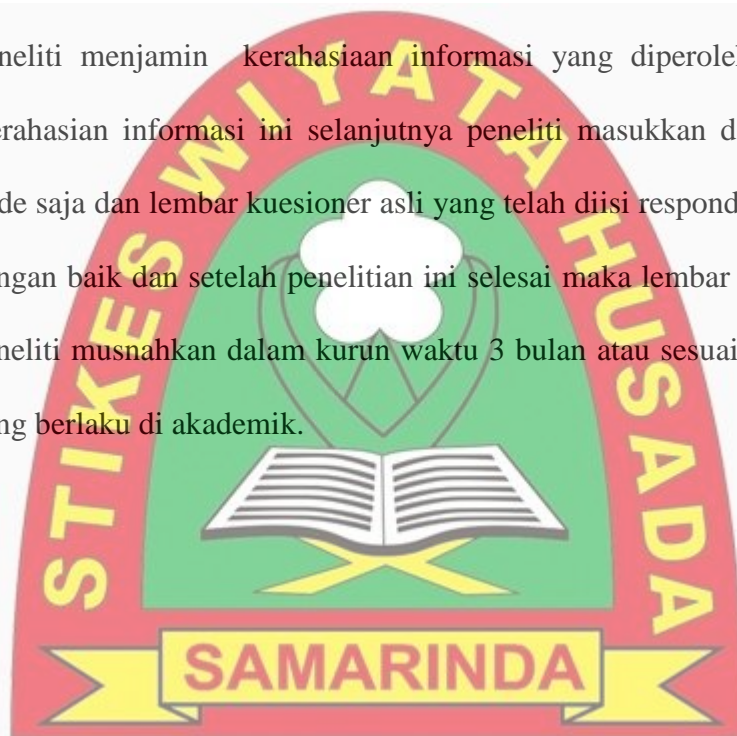 neliti menjamin kerahasiaan informasi yang diperoleh
erahasian informasi ini selanjutnya peneliti masukkan d
de saja dan lembar kuesioner asli yang telah diisi respond
ngan baik dan setelah penelitian ini selesai maka lembar
neliti musnahkan dalam kurun waktu 3 bulan atau sesuai
ng berlaku di akademik.
STIKES WIYATA HUSADA
SAMARINDA